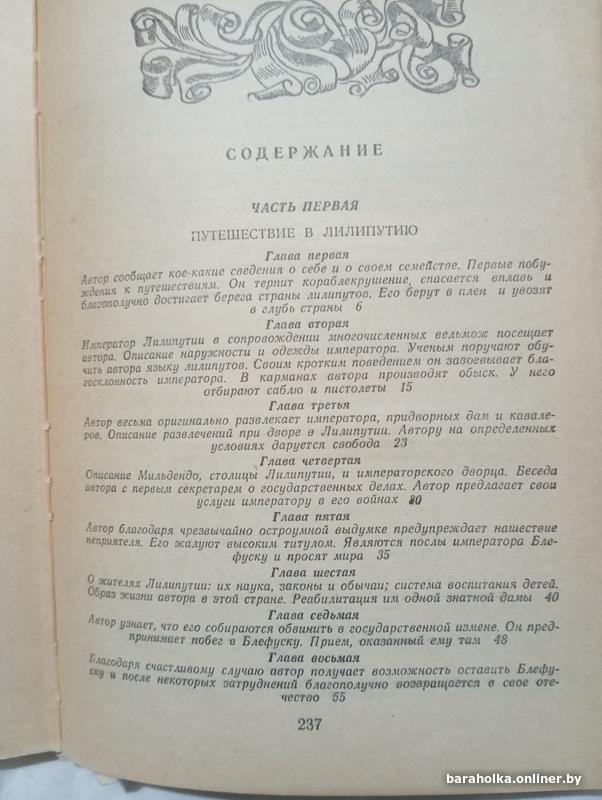 СОДЕРЖАНИЕ
ЧАСТЬ ПЕРВАЯ
ПУТЕШЕСТВИЕ В ЛИЛИПУТИЮ
Глава первая
Автор сообщает кое-какие сведения о себе и о своем семействе. Первые побу-
ждения к путешествиям. Он терпит кораблекрушение, спасается вплавь и
благополучно достигает берега страны лилипутов. Его берут в плен и увозят
в глубь страны 6
Глава вторая
Император Лилипутии в сопровождении многочисленных вельмож посещает
автора. Описание наружности и одежды императора. Ученым поручают обу-
чить автора языку лилипутов. Своим кротким поведением он завоевывает бла-
госклонность императора. В карманах автора производят обыск. У него
отбирают саблю и пистолеты 15
Глава третья
Автор весьма оригинально развлекает императора, придворных дам и кавале-
ров. Описание развлечений при дворе в Лилипутии. Автору на определенных
условиях даруется свобода 23
Глава четвертая
Описание Мильдендо, столицы Лилипутии, и императорского дворца. Беседа
автора с первым секретарем о государственных делах. Автор предлагает свои
услуги императору в его войнах 30
Глава пятая
Автор благодаря чрезвычайно остроумной выдумке предупреждает нашествие
неприятеля. Его жалуют высоким титулом. Являются послы императора Бле-
фуску и просят мира 35
Глава шестая
О жителях Лилипутии: их наука, законы и обычаи; система воспитания детей.
Образ жизни автора в этой стране. Реабилитация им одной знатной дамы 40
Глава седьмая
Автор узнает, что его собираются обвинить в государственной измене. Он пред-
принимает побег в Блефуску. Прием, оказанный ему там 48
Глава восьмая
Благодаря счастливому случаю автор получает возможность оставить Блефу-
ску и после некоторых затруднений благополучно возвращается в свое оте-
чество 55
237
baraholka.onliner.by